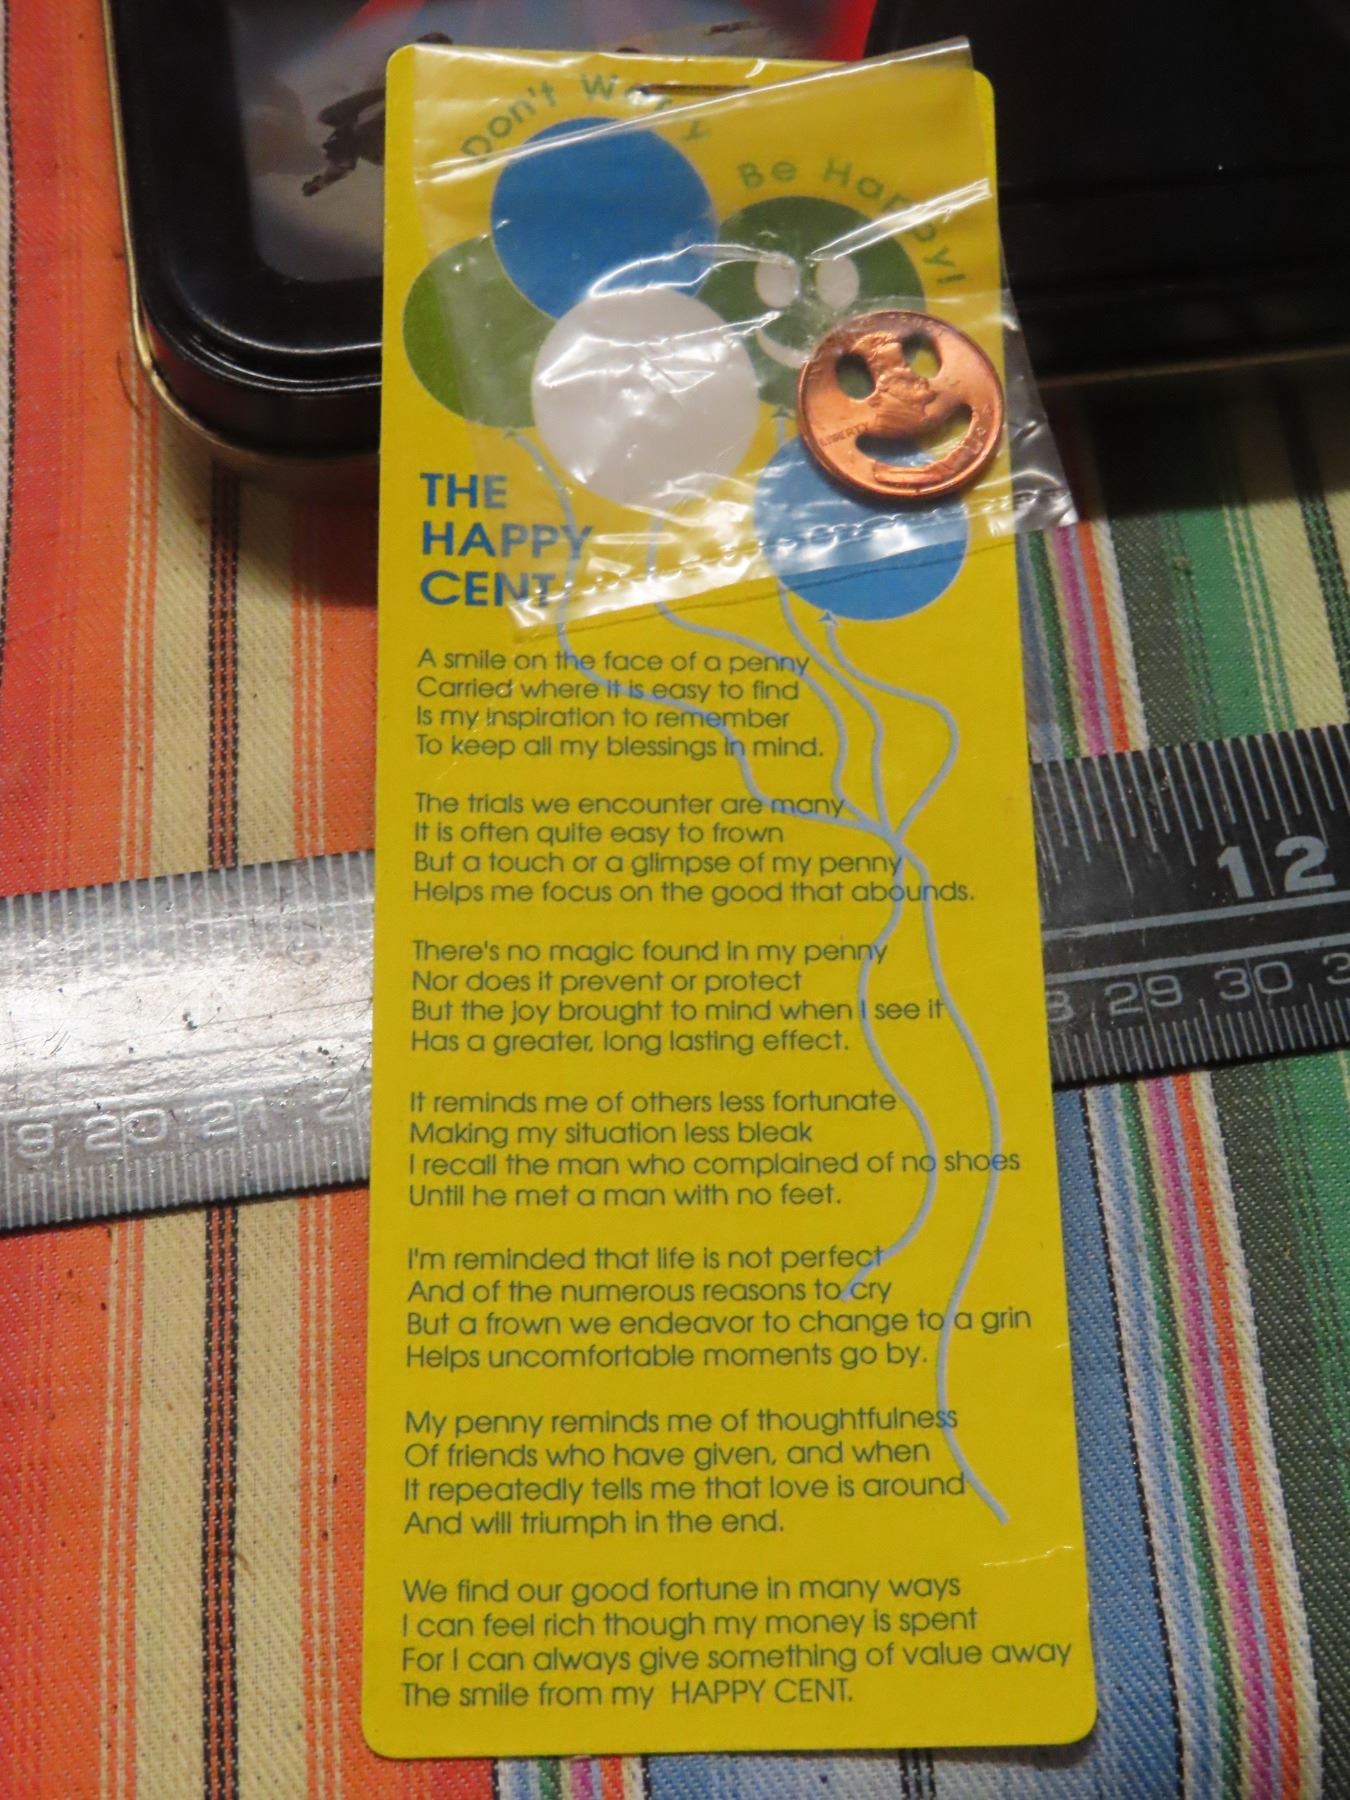 Don't Worry
Be Happy!
LIBERTY
THE
HAPPY
CENT
A smile on the face of a penny
Carried where it is easy to find
Is my inspiration to remember
To keep all my blessings in mind.
The trials we encounter are many
It is often quite easy to frown
But a touch or a glimpse of my penny
Helps me focus on the good that abounds.
There's no magic found in my penny
Nor does it prevent or protect
But the joy brought to mind when I see it
Has a greater, long lasting effect.
It reminds me of others less fortunate
Making my situation less bleak
I recall the man who complained of no shoes
Until he met a man with no feet.
I'm reminded that life is not perfect
And of the numerous reasons to cry
But a frown we endeavor to change to a grin
Helps uncomfortable moments go by.
My penny reminds me of thoughtfulness
Of friends who have given, and when
It repeatedly tells me that love is around
And will triumph in the end.
We find our good fortune in many ways
I can feel rich though my money is spent
For I can always give something of value away
The smile from my HAPPY CENT.
12
29 30
20 21